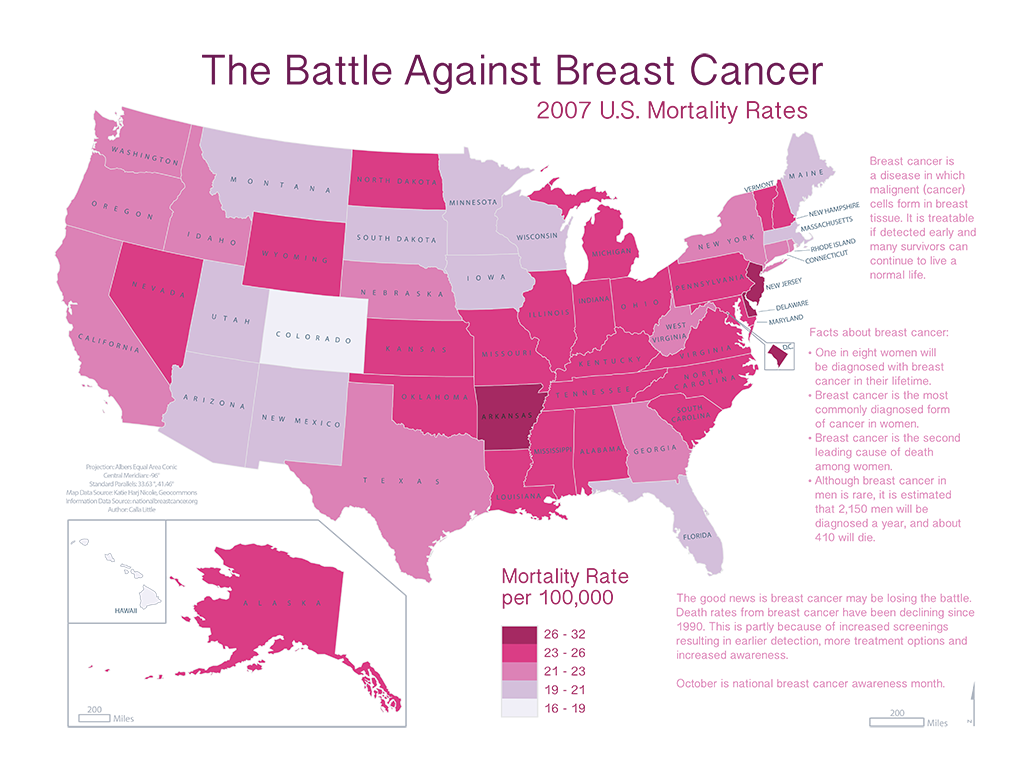 The Battle Against Breast Cancer
2007 U.S. Mortality Rates
WASHINGTON
OREGON
IDAHO
MONTANA
NORTH DAKOTA
MINNESOTA
SOUTH DAKOTA
WISCONSIN
WYOMING
NEBRASKA
IOWA
NEVADA
UTAH
COLORADO
CALIFORNIA
KANSAS
MISSOURI
ILLINOIS
INDIANA
OHIO
MICHIGAN
PENNSYLVANIA
NEW YORK
VERMONT
MAINE
NEW HAMPSHIRE
MASSACHUSETTS
RHODE ISLAND
CONNECTICUT
NEW JERSEY
DELAWARE
MARYLAND
DC
WEST
VIRGINIA
VIRGINIA
KENTUCKY
TENNESSEE
NORTH
CAROLINA
SOUTH
CAROLINA
ARIZONA
NEW MEXICO
OKLAHOMA
ARKANSAS
TEXAS
LOUISIANA
MISSISSIPPI
ALABAMA
GEORGIA
FLORIDA
Breast cancer is
a disease in which
malignent (cancer)
cells form in breast
tissue. It is treatable
if detected early and
many survivors can
continue to live a
normal life.
Facts about breast cancer:
• One in eight women will
be diagnosed with breast
cancer in their lifetime.
• Breast cancer is the most
commonly diagnosed form
of cancer in women.
• Breast cancer is the second
leading cause of death
among women.
• Although breast cancer in
men is rare, it is estimated
that 2,150 men will be
diagnosed a year, and about
410 will die.
Projection: Albers Equal Area Conic
Central Meridian: -96°
Standard Parallels: 33.63°, 41.46°
Map Data Source: Katie Harj Nicole, Geocommons
Information Data Source: nationalbreastcancer.org
Author: Calla Little
HAWAII
ALASKA
200
Miles
Mortality Rate
per 100,000
26 - 32
23 - 26
21 - 23
19 - 21
16 - 19
The good news is breast cancer may be losing the battle.
Death rates from breast cancer have been declining since
1990. This is partly because of increased screenings
resulting in earlier detection, more treatment options and
increased awareness.
October is national breast cancer awareness month.
200
Miles
N